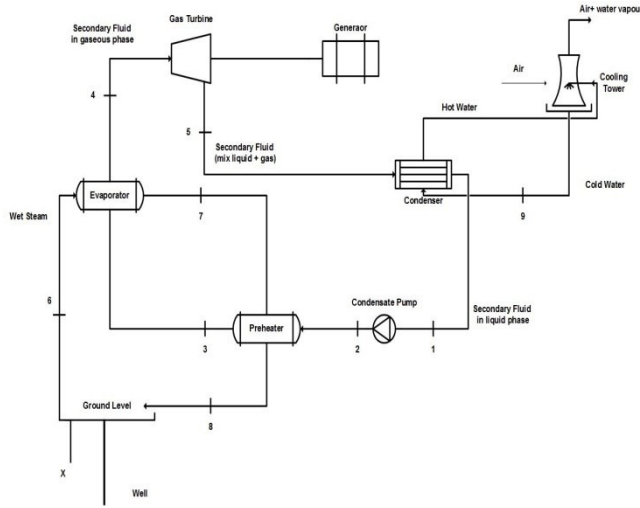 Gas Turbine
Secondary Fluid
in gaseous phase
Generaor
Air+ water vapou
4
Air
Cooling
Tower
5
Hot Water
Secondary Fluid
(mix liquid + gas)
Evaporator
7
Condenser
9
Cold Water
Wet Steam
6
Condensate Pump
Secondary Fluid
in liquid phase
Preheater
3
2
1
Ground Level
8
X
Well